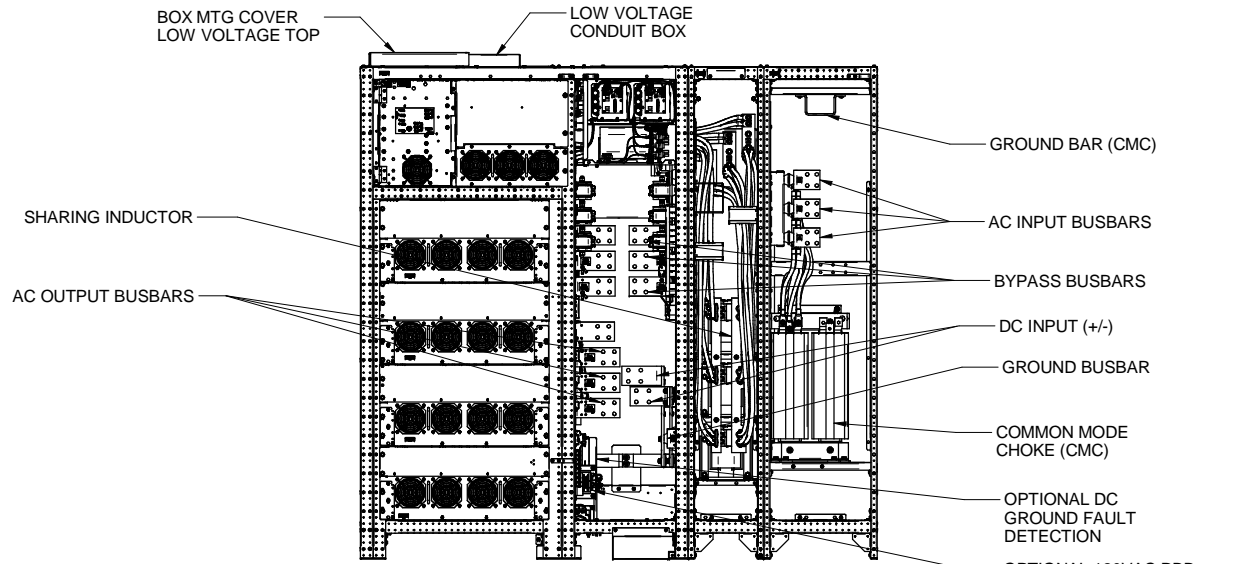 BOX MTG COVER
LOW VOLTAGE TOP
LOW VOLTAGE
CONDUIT BOX
GROUND BAR (CMC)
SHARING INDUCTOR
AC INPUT BUSBARS
BYPASS BUSBARS
AC OUTPUT BUSBARS
DC INPUT (+/-)
GROUND BUSBAR
COMMON MODE
CHOKE (CMC)
OPTIONAL DC
GROUND FAULT
DETECTION